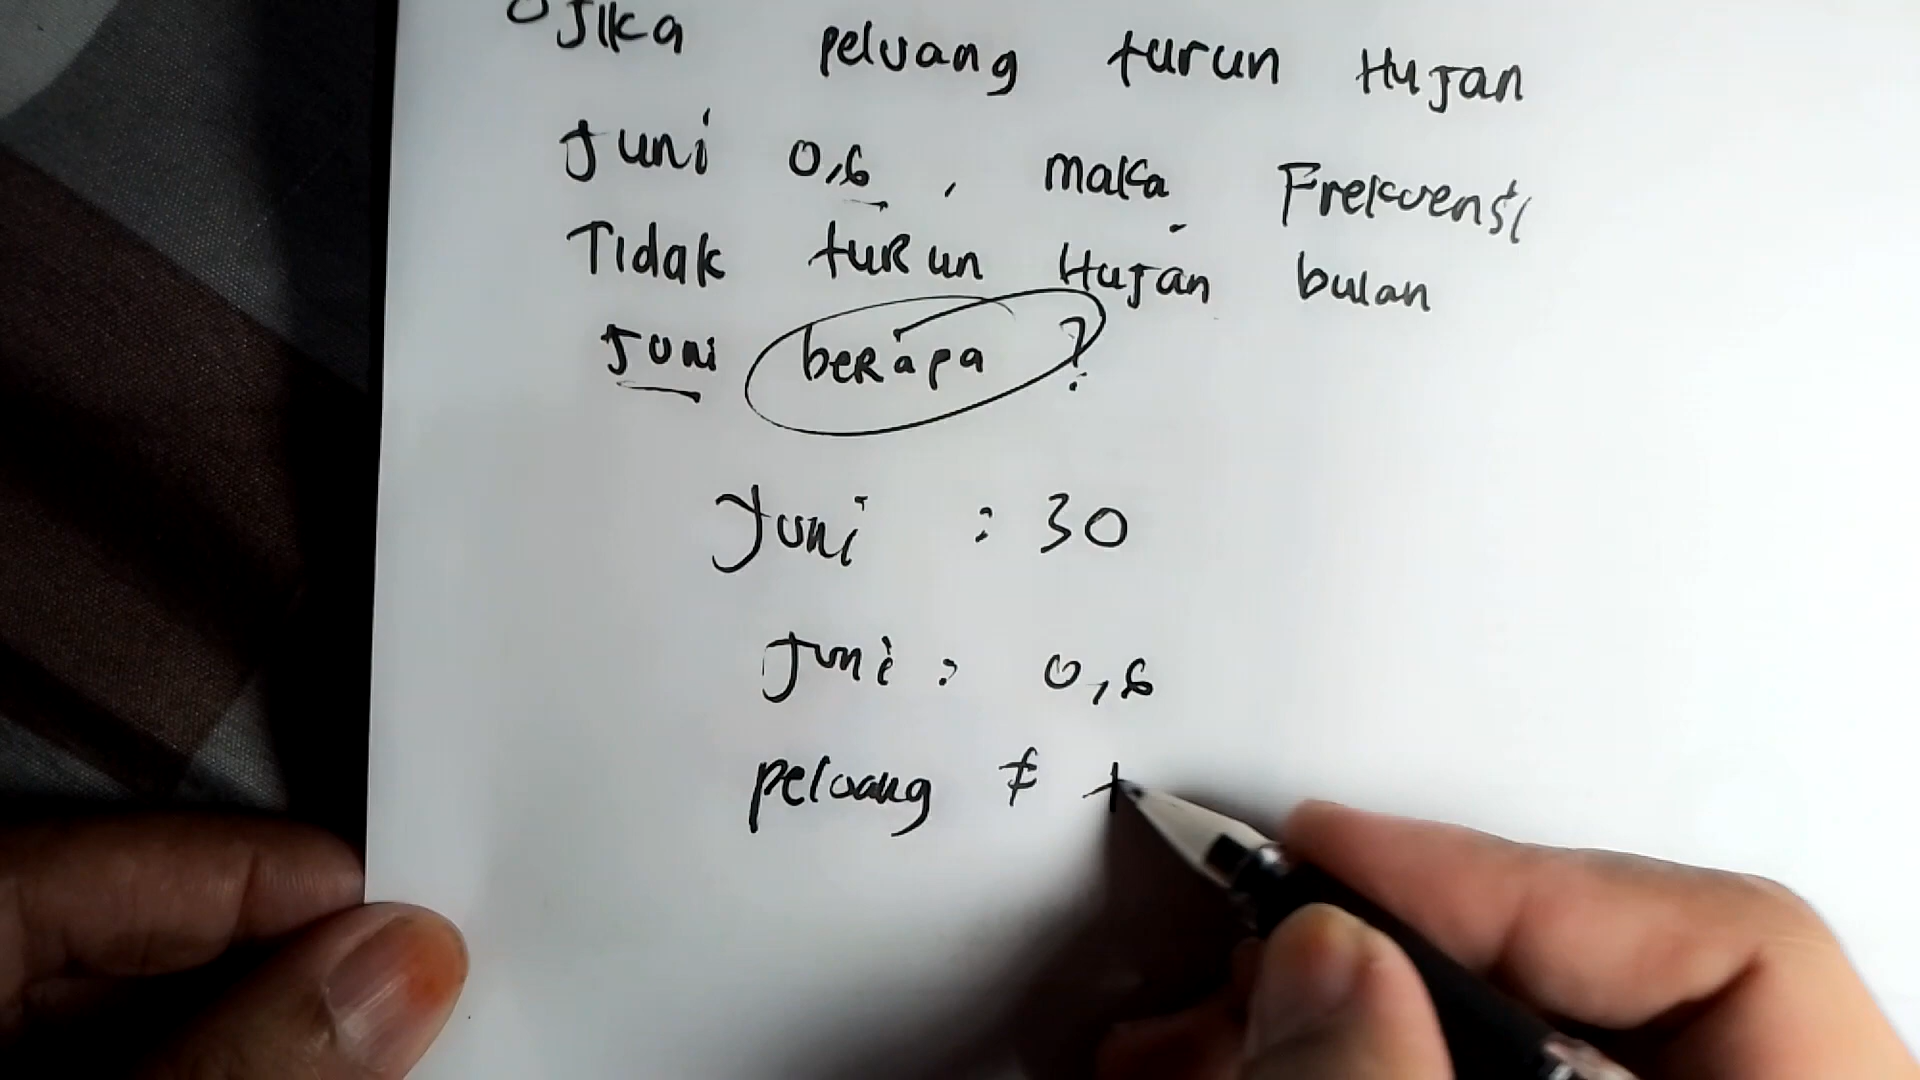 Jika peluang turun Hujan
Juni 0,6, maka Frekuensi
Tidak turun Hujan bulan
Juni berapa ?
Juni : 30
Juni : 0,6
peluang ≠ t